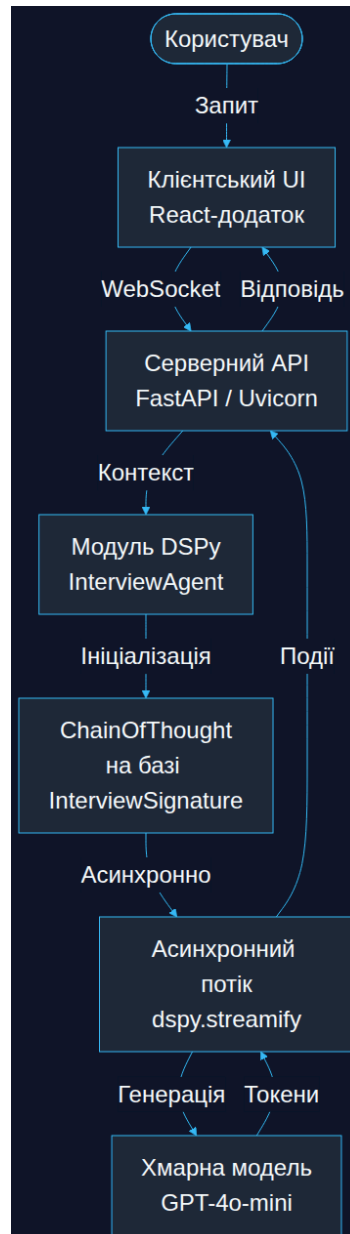 Користувач
Запит
Клієнтський UI
React-додаток
WebSocket
Відповідь
Серверний API
FastAPI / Uvicorn
Контекст
Модуль DSPy
InterviewAgent
Ініціалізація
Події
ChainOfThought
на базі
InterviewSignature
Асинхронно
Асинхронний
потік
dspy.streamify
Генерація
Токени
Хмарна модель
GPT-4o-mini